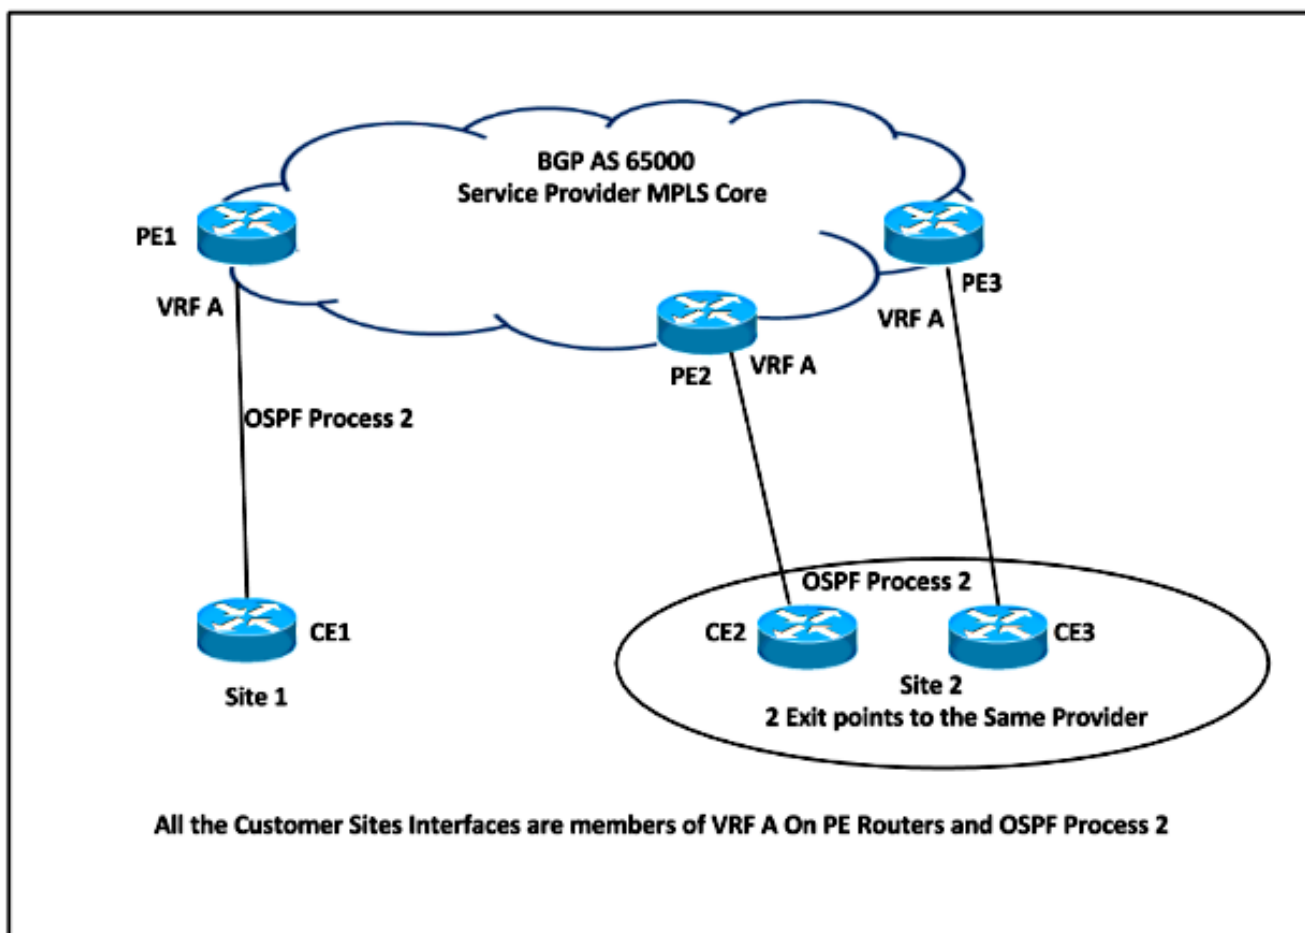 BGP AS 65000
Service Provider MPLS Core
PE1
PE3
VRF A
VRF A
PE2
VRF A
OSPF Process 2
OSPF Process 2
CE1
CE2
CE3
Site 1
Site 2
2 Exit points to the Same Provider
All the Customer Sites Interfaces are members of VRF A On PE Routers and OSPF Process 2